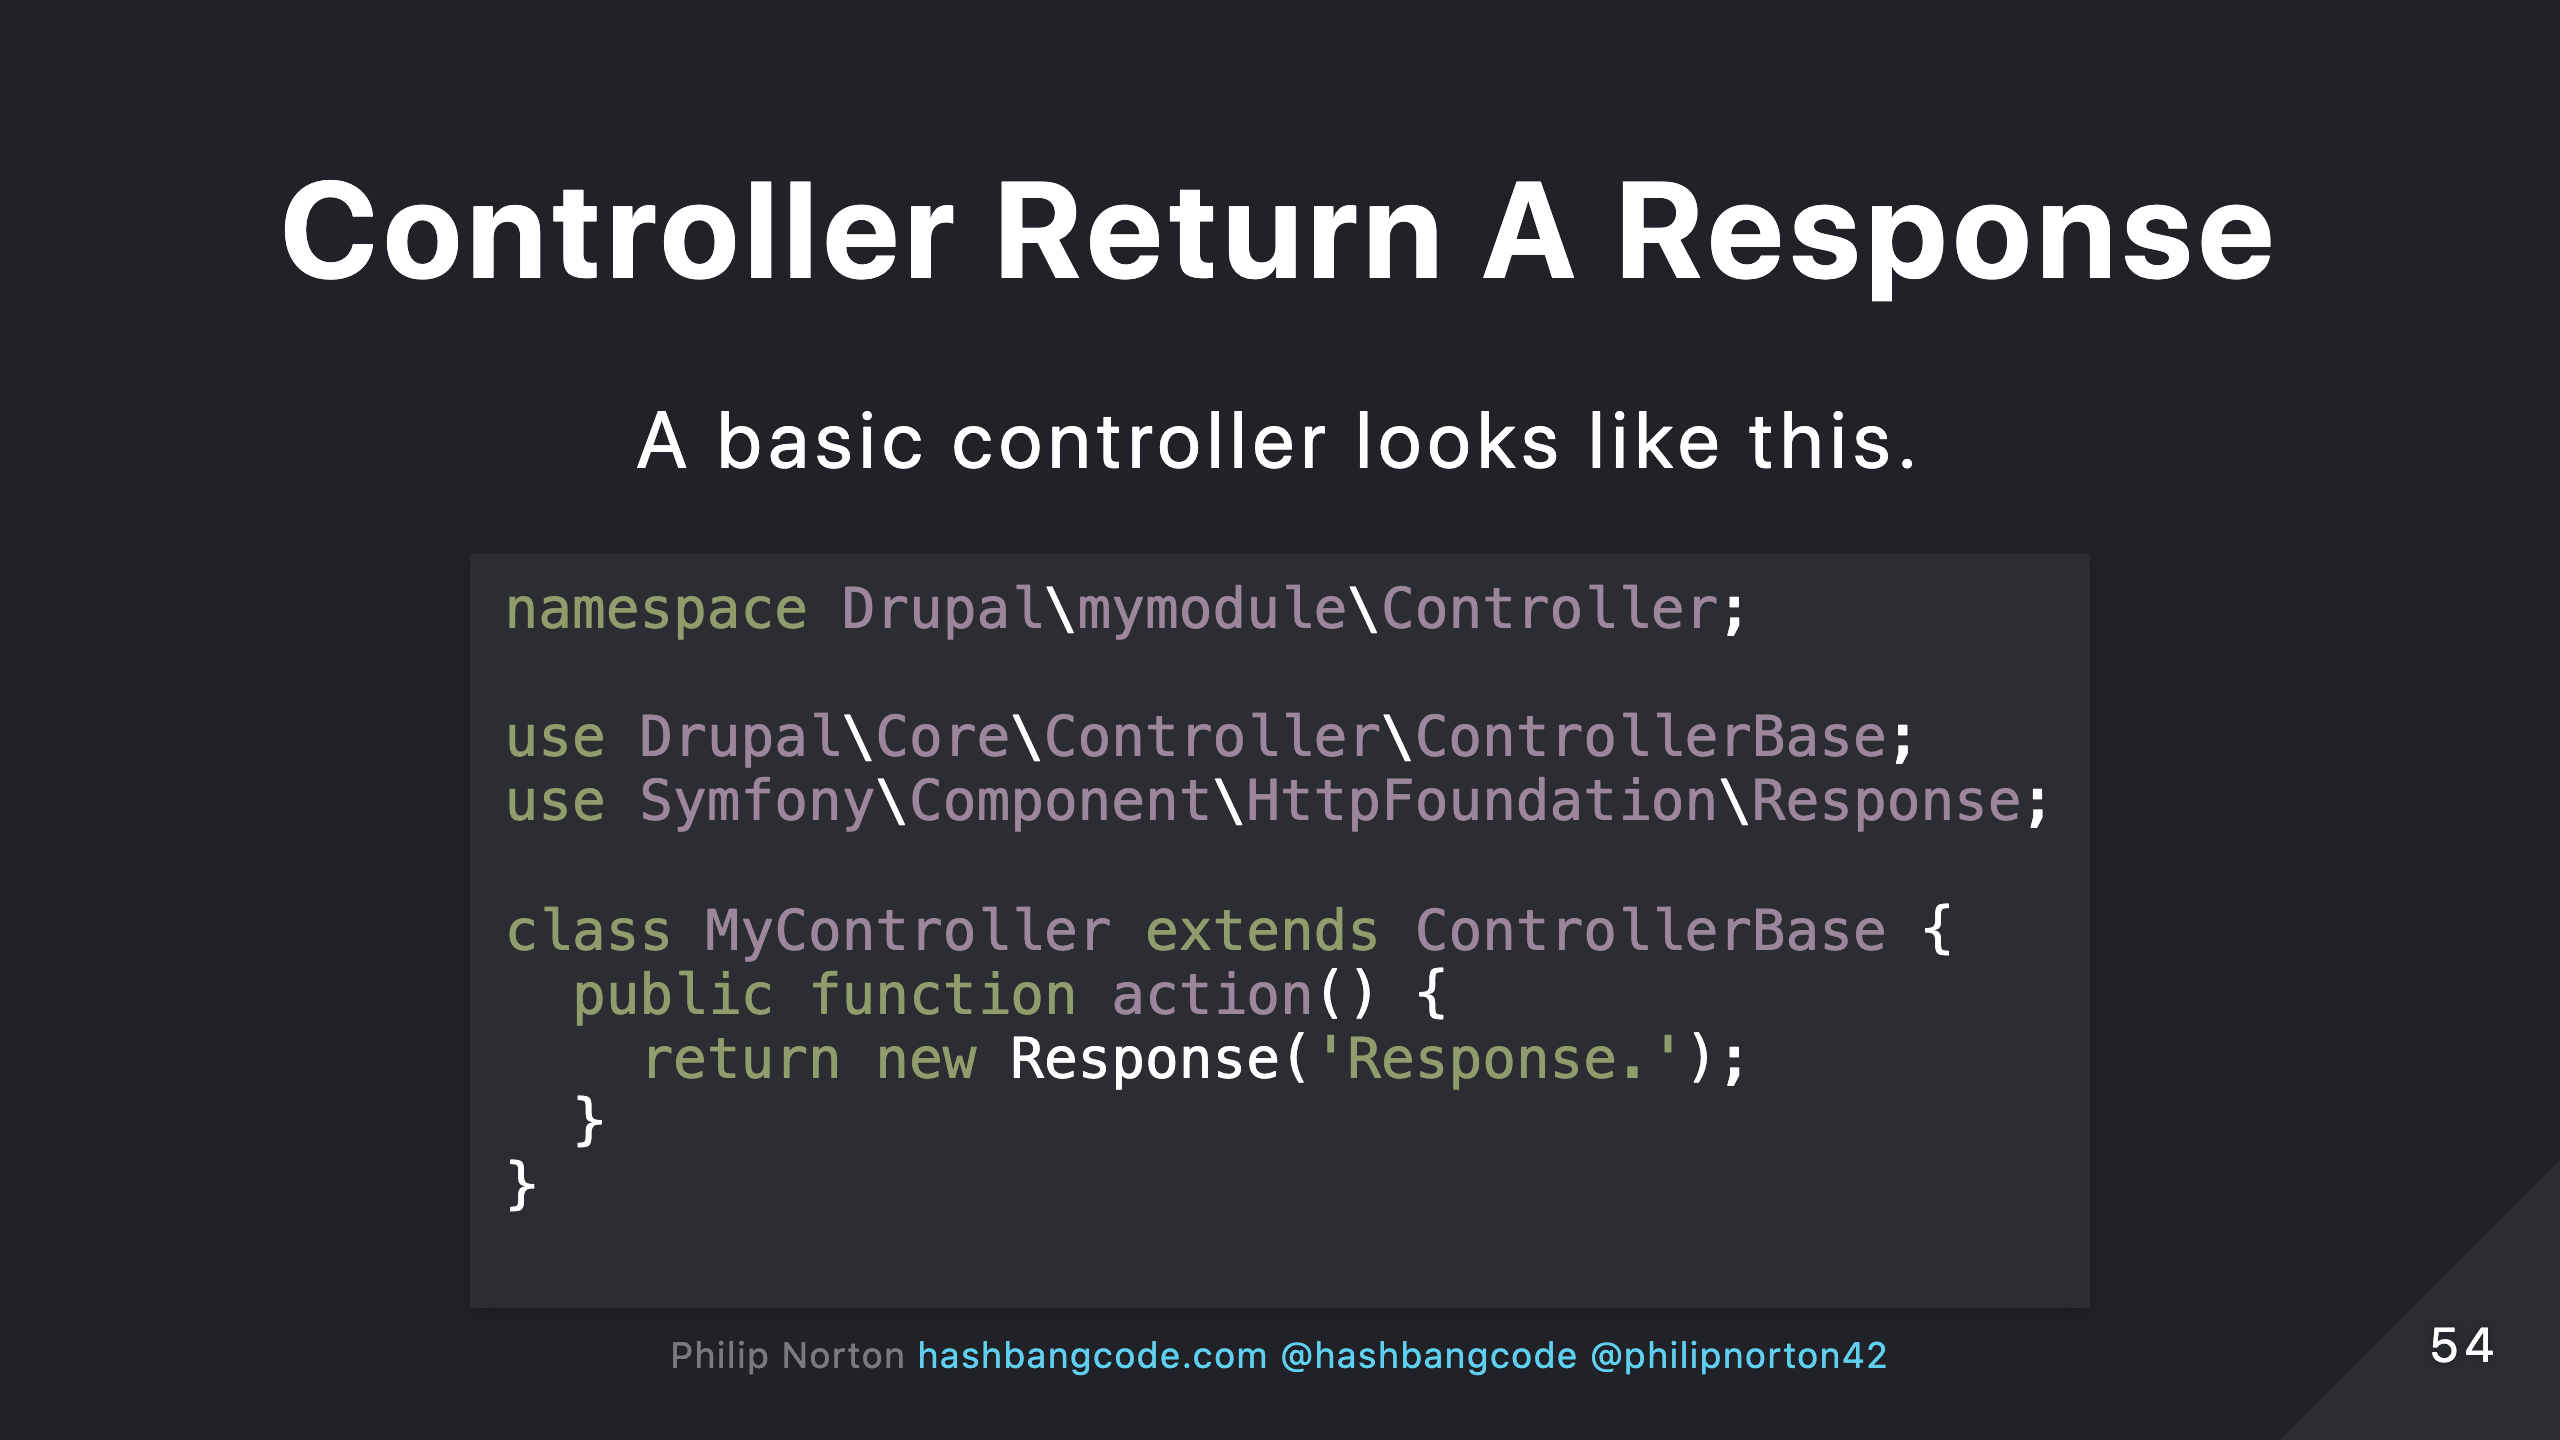 Controller Return A Response
A basic controller looks like this.
namespace Drupal\mymodule\Controller;
use Drupal\Core\Controller\ControllerBase;
use Symfony\Component\HttpFoundation\Response;
class MyController extends ControllerBase {
  public function action() {
    return new Response('Response.');
  }
}
Philip Norton hashbangcode.com @hashbangcode @philipnorton42
54